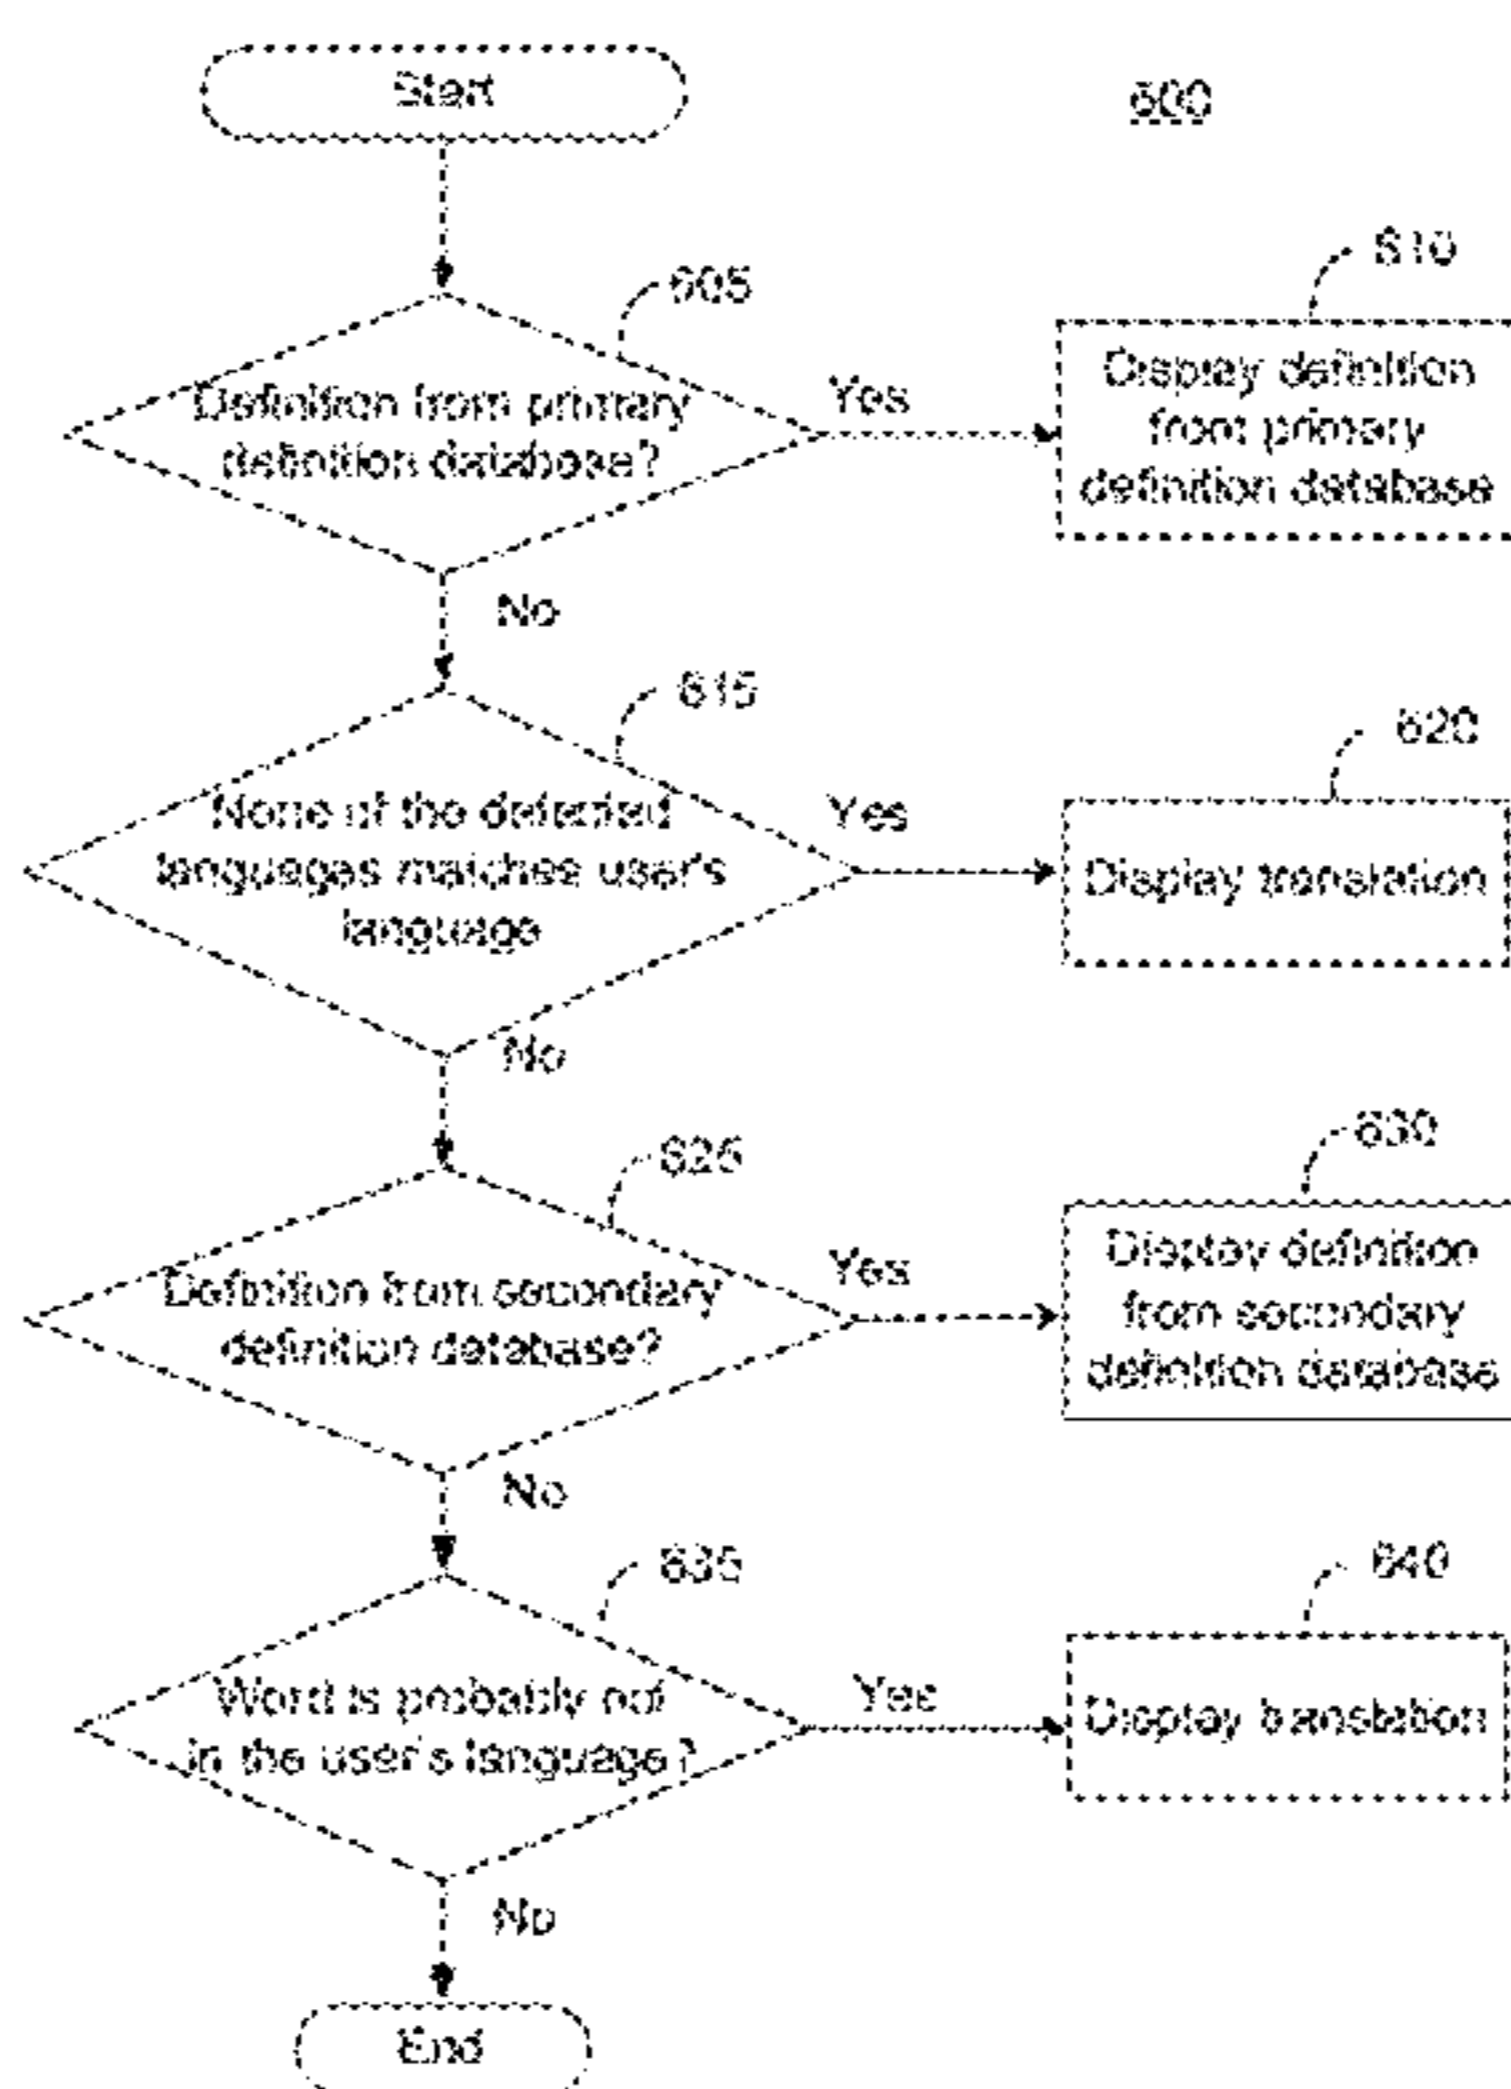 Start
600
605
Definition from primary
definition database?
Yes
610
Display definition
from primary
definition database
No
615
None of the detected
languages matches user's
language
Yes
620
Display translation
No
625
Definition from secondary
definition database?
Yes
630
Display definition
from secondary
definition database
No
635
Word is probably not
in the user's language?
Yes
640
Display translation
No
End